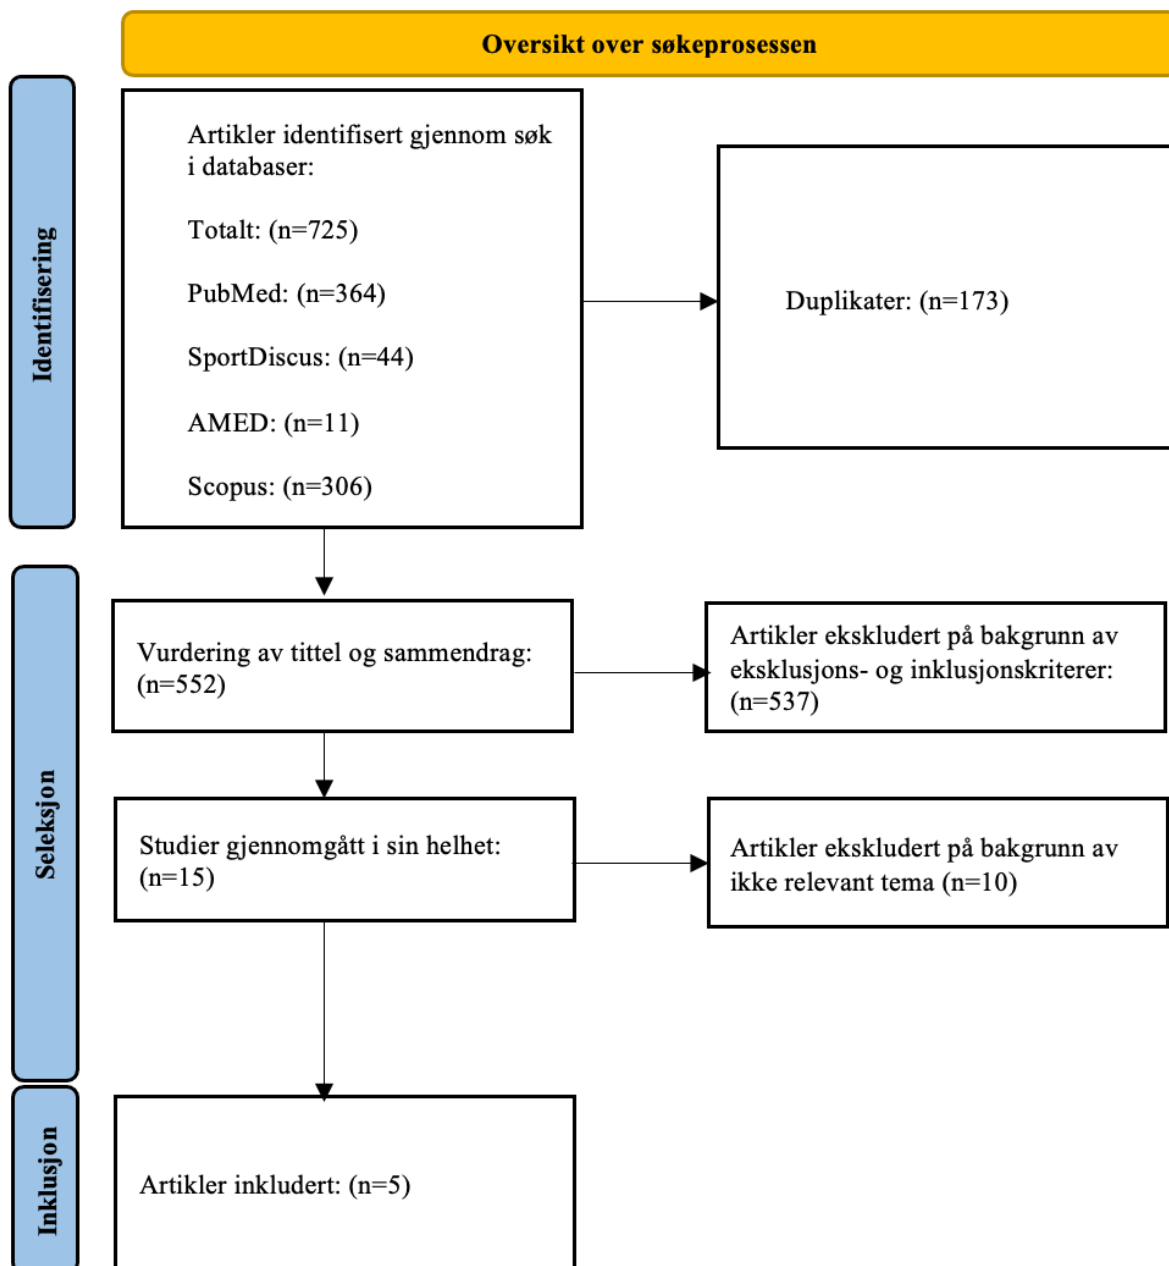 Oversikt over søkeprosessen
Identifisering
Artikler identifisert gjennom søk
i databaser:
Totalt: (n=725)
PubMed: (n=364)
SportDiscus: (n=44)
AMED: (n=11)
Scopus: (n=306)
Duplikater: (n=173)
Seleksjon
Vurdering av tittel og sammendrag:
(n=552)
Artikler ekskludert på bakgrunn av
eksklusjons- og inklusjonskriterer:
(n=537)
Studier gjennomgått i sin helhet:
(n=15)
Artikler ekskludert på bakgrunn av
ikke relevant tema (n=10)
Inklusjon
Artikler inkludert: (n=5)